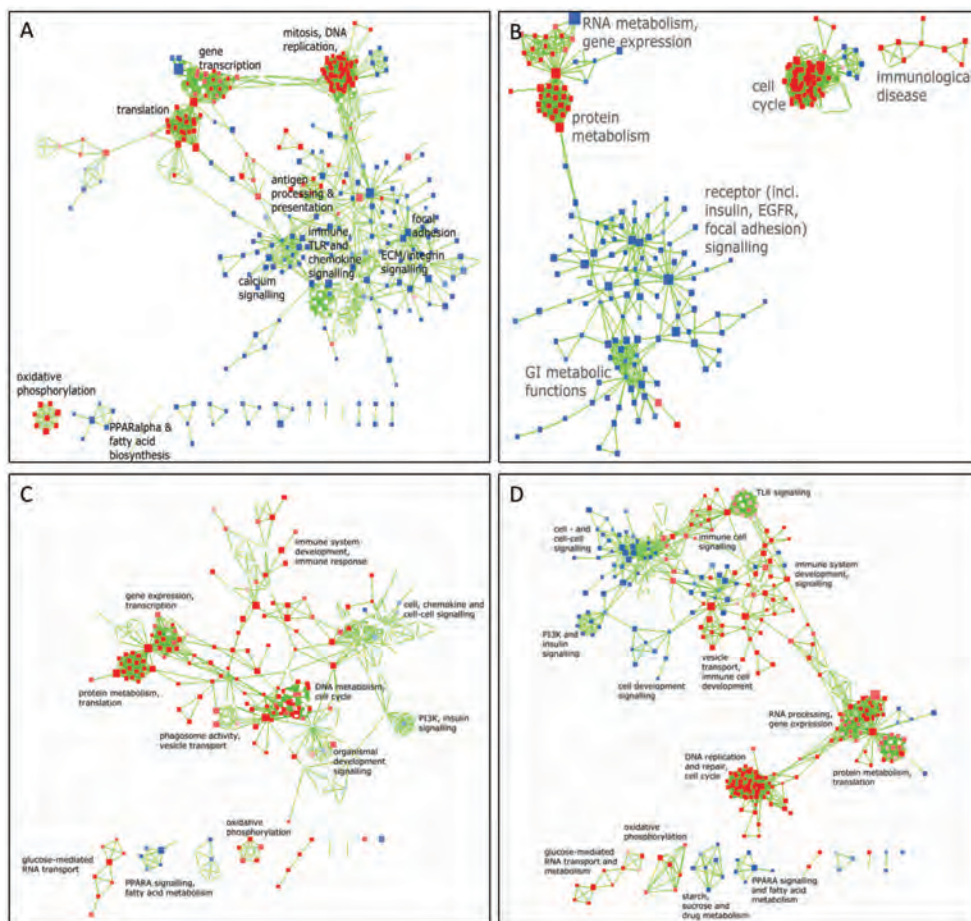 A
mitosis, DNA
replication,
gene
transcription
translation
antigen
processing &
presentation
immune,
TLR and
chemokine
signalling
focal
adhesion
ECM/integrin
signalling
calcium
signalling
oxidative
phosphorylation
PPARalpha &
fatty acid
biosynthesis
B
RNA metabolism,
gene expression
protein
metabolism
cell
cycle
immunological
disease
receptor (incl.
insulin, EGFR,
focal adhesion)
signalling
GI metabolic
functions
C
immune system
development,
immune response
gene expression,
transcription
cell, chemokine and
cell-cell signalling
protein metabolism,
translation
DNA metabolism,
cell cycle
phagosome activity,
vesicle transport
PI3K, insulin
signalling
organismal
development
signalling
oxidative
phosphorylation
glucose-mediated
RNA transport
PPARA signalling,
fatty acid metabolism
D
TLR signalling
cell - and
cell-cell
signalling
immune cell
signalling
immune system
development,
signalling
PI3K and
insulin
signalling
cell development
signalling
vesicle
transport,
immune cell
development
RNA processing,
gene expression
DNA replication
and repair,
cell cycle
protein metabolism,
translation
oxidative phosphorylation
glucose-mediated
RNA transport and
metabolism
starch,
sucrose and
drug metabolism
PPARA signalling
and fatty acid
metabolism